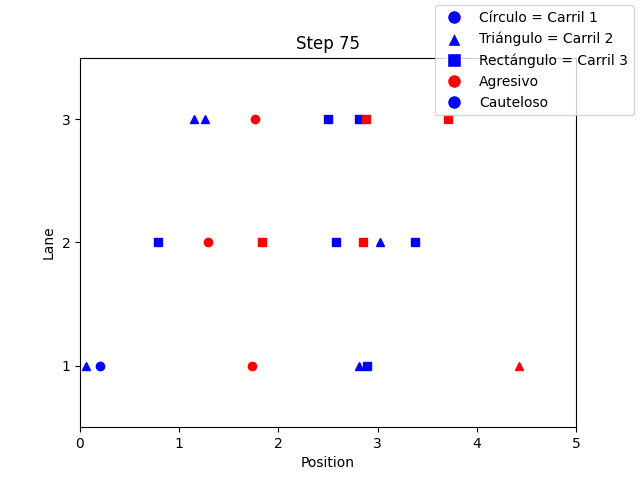 Step 75
Círculo = Carril 1
Triángulo = Carril 2
Rectángulo = Carril 3
Agresivo
Cauteloso
Lane
3
2
1
0 1 2 3 4 5
Position